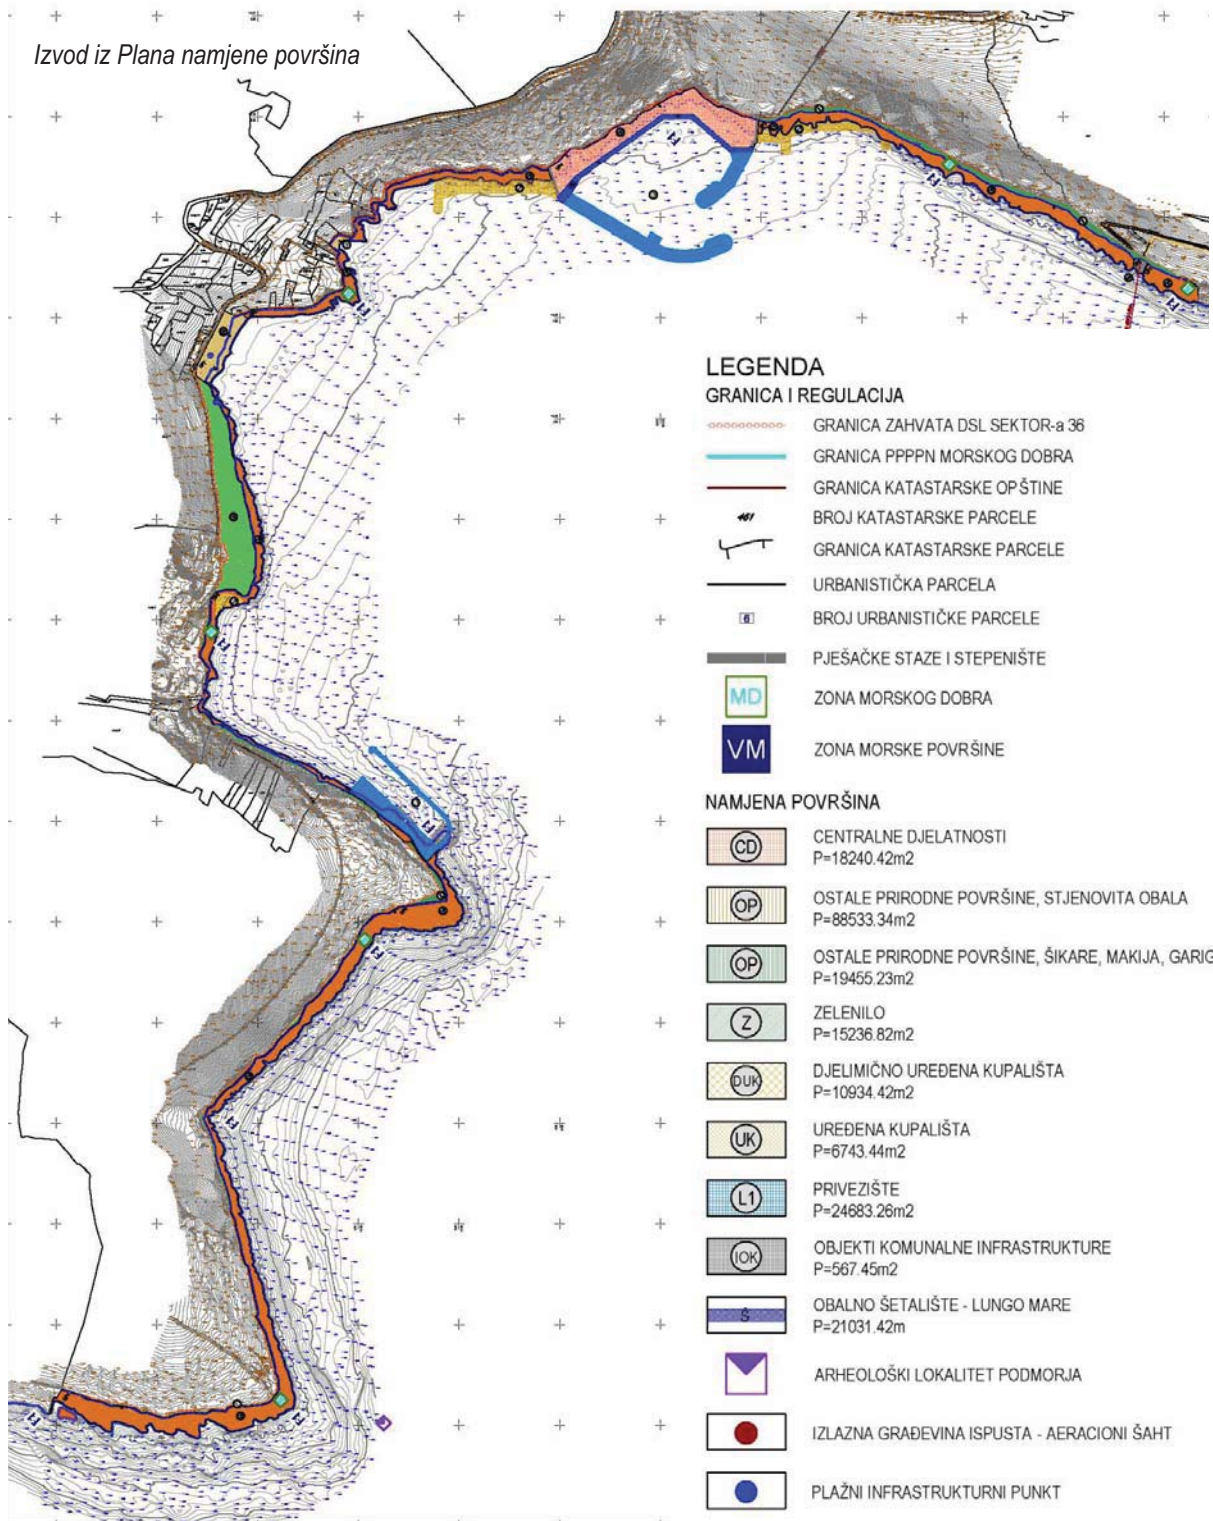 Izvod iz Plana namjene površina
LEGENDA
GRANICA I REGULACIJA
GRANICA ZAHVATA DSL SEKTOR-a 36
GRANICA PPPPN MORSKOG DOBRA
GRANICA KATASTARSKE OPŠTINE
BROJ KATASTARSKE PARCELE
GRANICA KATASTARSKE PARCELE
URBANISTIČKA PARCELA
6 BROJ URBANISTIČKE PARCELE
PJEŠAČKE STAZE I STEPENIŠTE
MD ZONA MORSKOG DOBRA
VM ZONA MORSKE POVRŠINE
NAMJENA POVRŠINA
CD CENTRALNE DJELATNOSTI
P=18240.42m2
OP OSTALE PRIRODNE POVRŠINE, STJENOVITA OBALA
P=88533.34m2
OP OSTALE PRIRODNE POVRŠINE, ŠIKARE, MAKIJA, GARIG
P=19455.23m2
Z ZELENILO
P=15236.82m2
DUK DJELIMIČNO UREĐENA KUPALIŠTA
P=10934.42m2
UK UREĐENA KUPALIŠTA
P=6743.44m2
L1 PRIVEZIŠTE
P=24683.26m2
IOK OBJEKTI KOMUNALNE INFRASTRUKTURE
P=567.45m2
Š OBALNO ŠETALIŠTE - LUNGO MARE
P=21031.42m
ARHEOLOŠKI LOKALITET PODMORJA
IZLAZNA GRAĐEVINA ISPUSTA - AERACIONI ŠAHT
PLAŽNI INFRASTRUKTURNI PUNKT